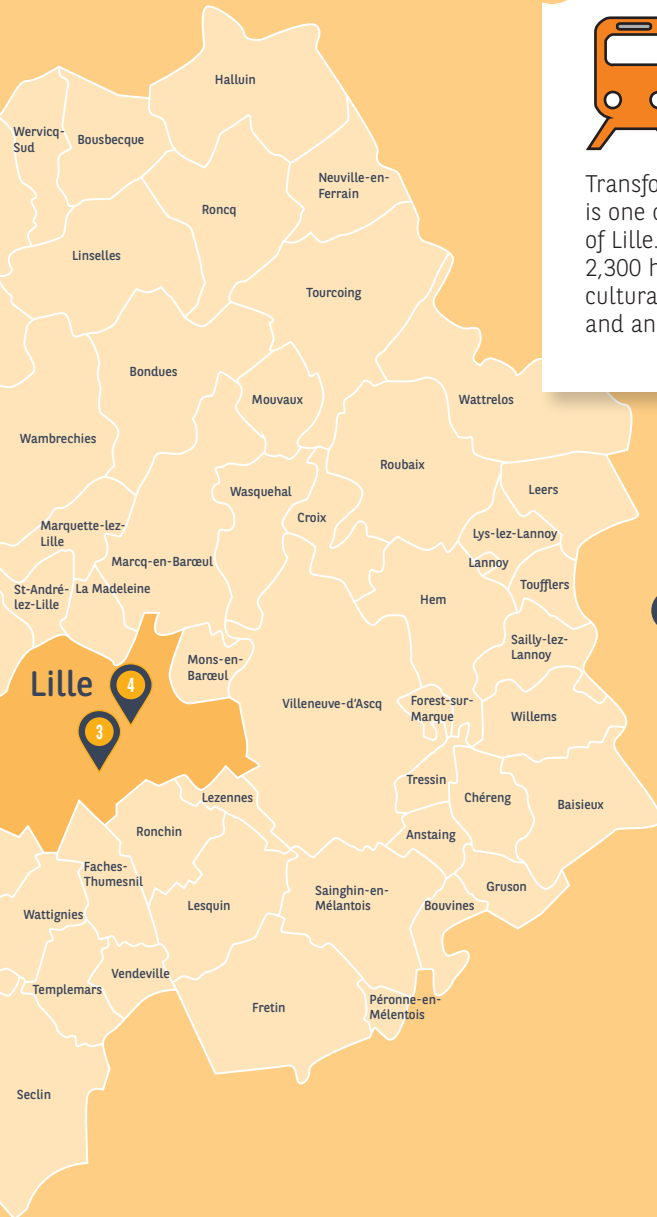 Halluin
Wervicq-
Sud
Bousbecque
Neuville-en-
Ferrain
Roncq
Linselles
Tourcoing
Bondues
Mouvaux
Wattrelos
Wambrechies
Roubaix
Wasquehal
Leers
Croix
Marquette-lez-
Lille
Lys-lez-Lannoy
Marcq-en-Barœul
Lannoy
St-André-
lez-Lille
La Madeleine
Toufflers
Hem
Sailly-lez-
Lannoy
Mons-en-
Barœul
Lille
4
3
Villeneuve-d'Ascq
Forest-sur-
Marque
Willems
Tressin
Lezennes
Chéreng
Baisieux
Ronchin
Anstaing
Faches-
Thumesnil
Gruson
Sainghin-en-
Mélantois
Wattignies
Lesquin
Bouvines
Vendeville
Templemars
Fretin
Péronne-en-
Mélentois
Seclin
is one
of Lille.
2,300
and an